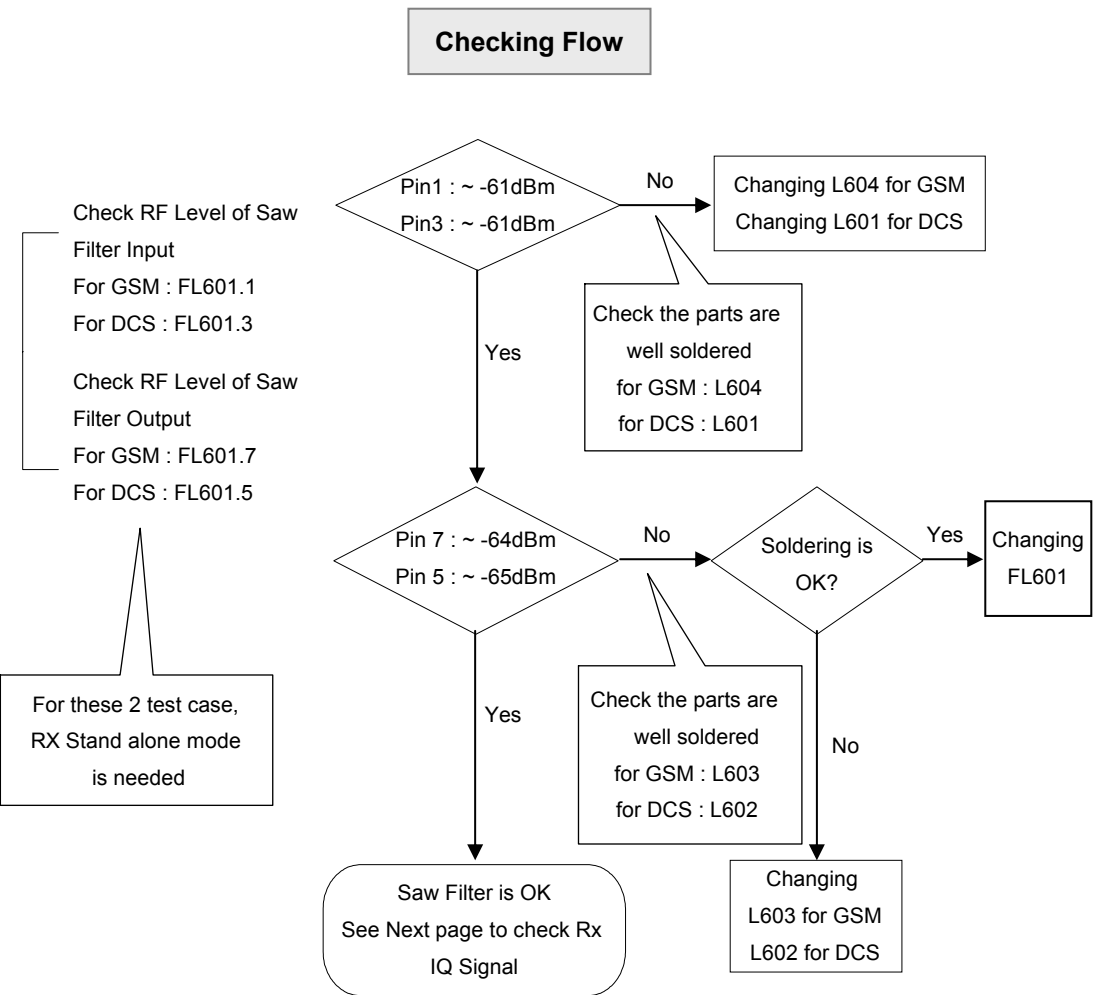 Checking Flow
Check RF Level of Saw
Filter Input
For GSM : FL601.1
For DCS : FL601.3
Check RF Level of Saw
Filter Output
For GSM : FL601.7
For DCS : FL601.5
For these 2 test case,
RX Stand alone mode
is needed
Pin1 : ~ -61dBm
Pin3 : ~ -61dBm
No
Changing L604 for GSM
Changing L601 for DCS
Check the parts are
well soldered
for GSM : L604
for DCS : L601
Yes
Pin 7 : ~ -64dBm
Pin 5 : ~ -65dBm
No
Soldering is
OK?
Yes
Changing
FL601
Check the parts are
well soldered
for GSM : L603
for DCS : L602
Yes
No
Saw Filter is OK
See Next page to check Rx
IQ Signal
Changing
L603 for GSM
L602 for DCS